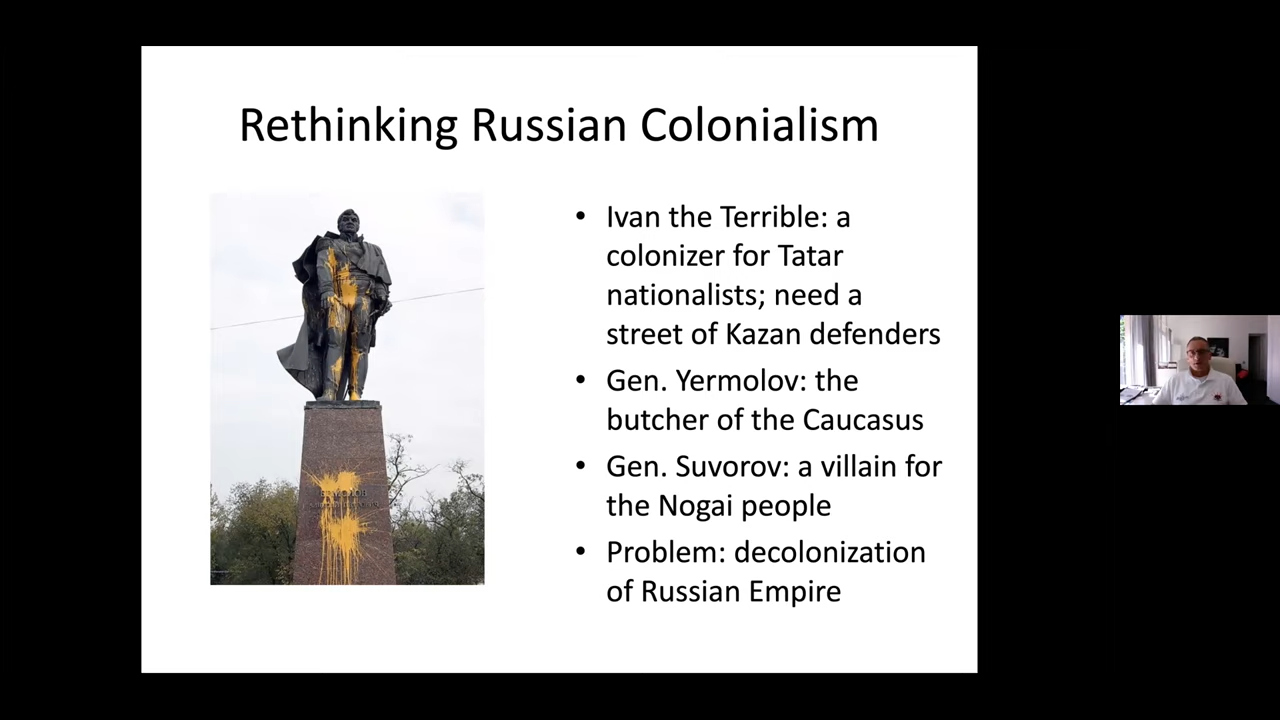 Rethinking Russian Colonialism
• Ivan the Terrible: a
colonizer for Tatar
nationalists; need a
street of Kazan defenders
• Gen. Yermolov: the
butcher of the Caucasus
• Gen. Suvorov: a villain for
the Nogai people
• Problem: decolonization
of Russian Empire